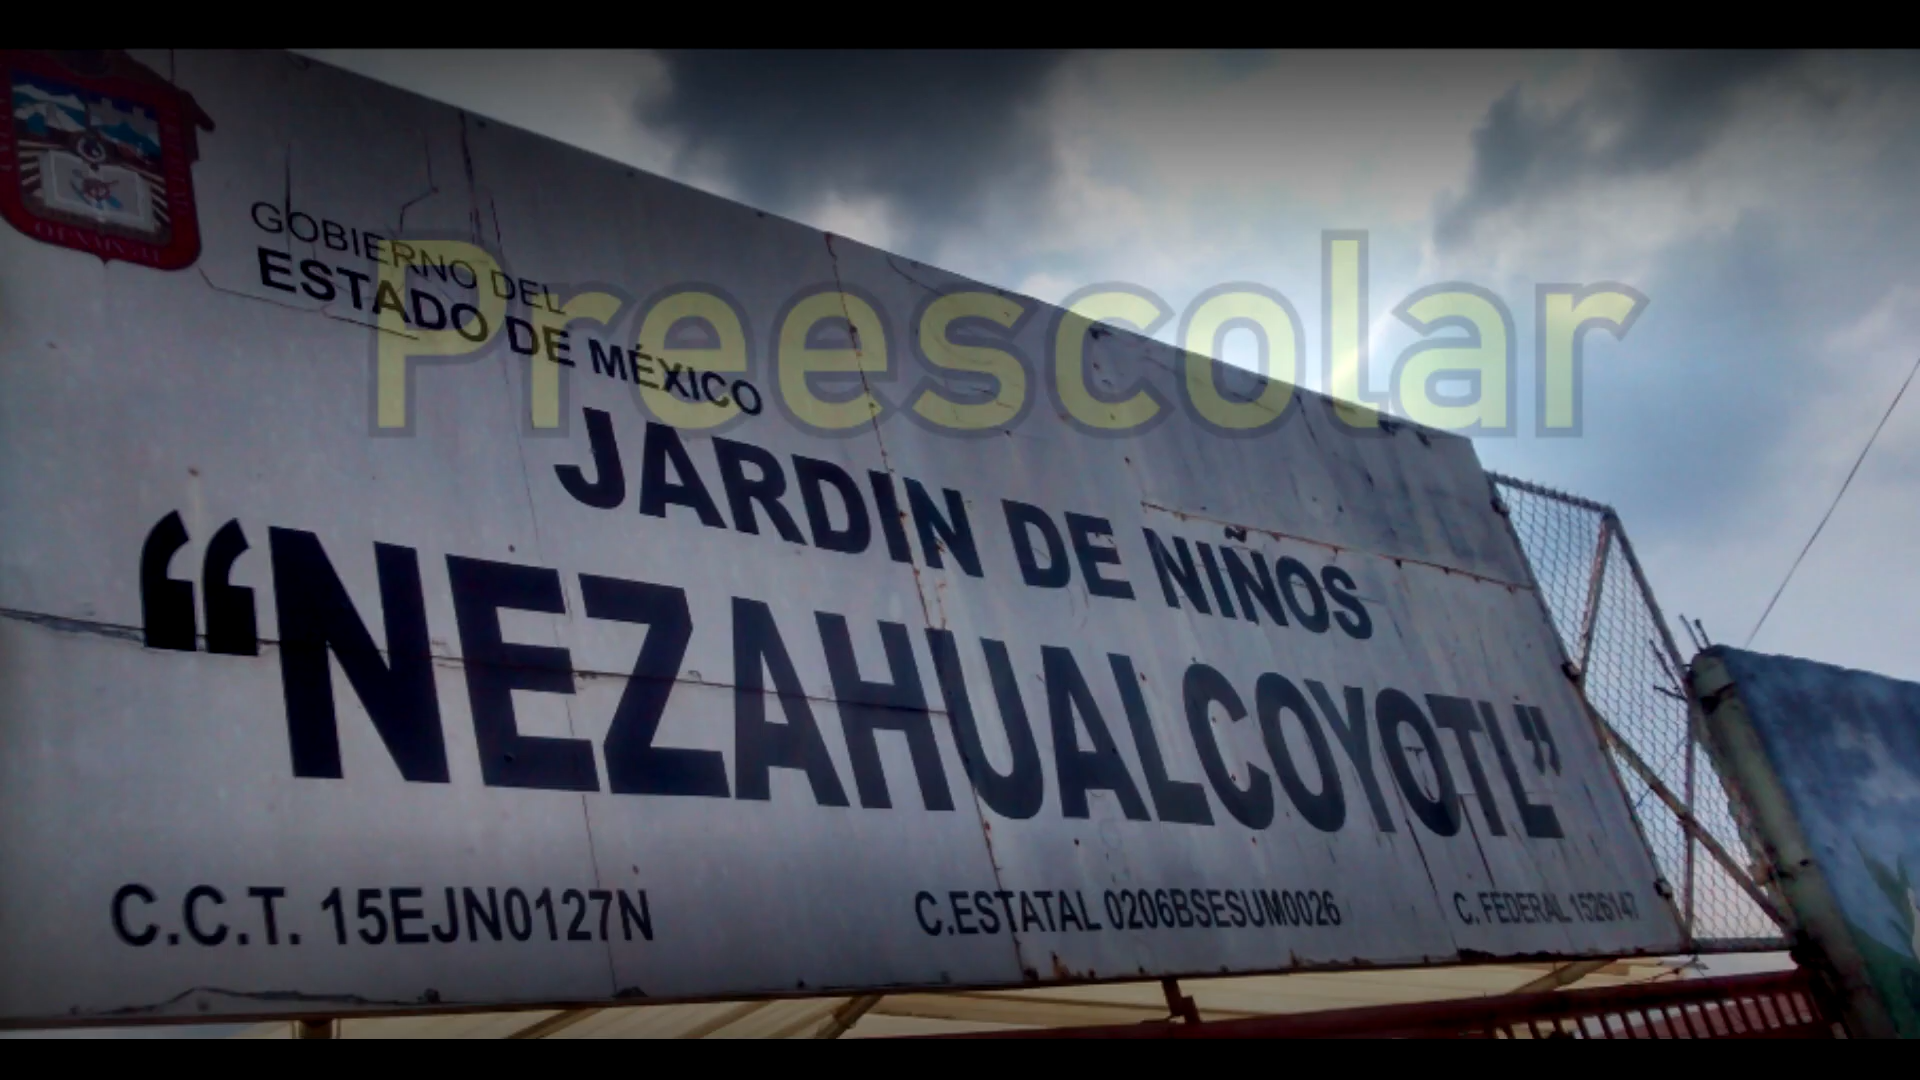 Preescolar
GOBIERNO DEL
ESTADO DE MÉXICO
JARDIN DE NIÑOS
“NEZAHUALCOYOTL”
C.C.T. 15EJN0127N
C.ESTATAL 0206BSESUM0026
C. FEDERAL 1526147